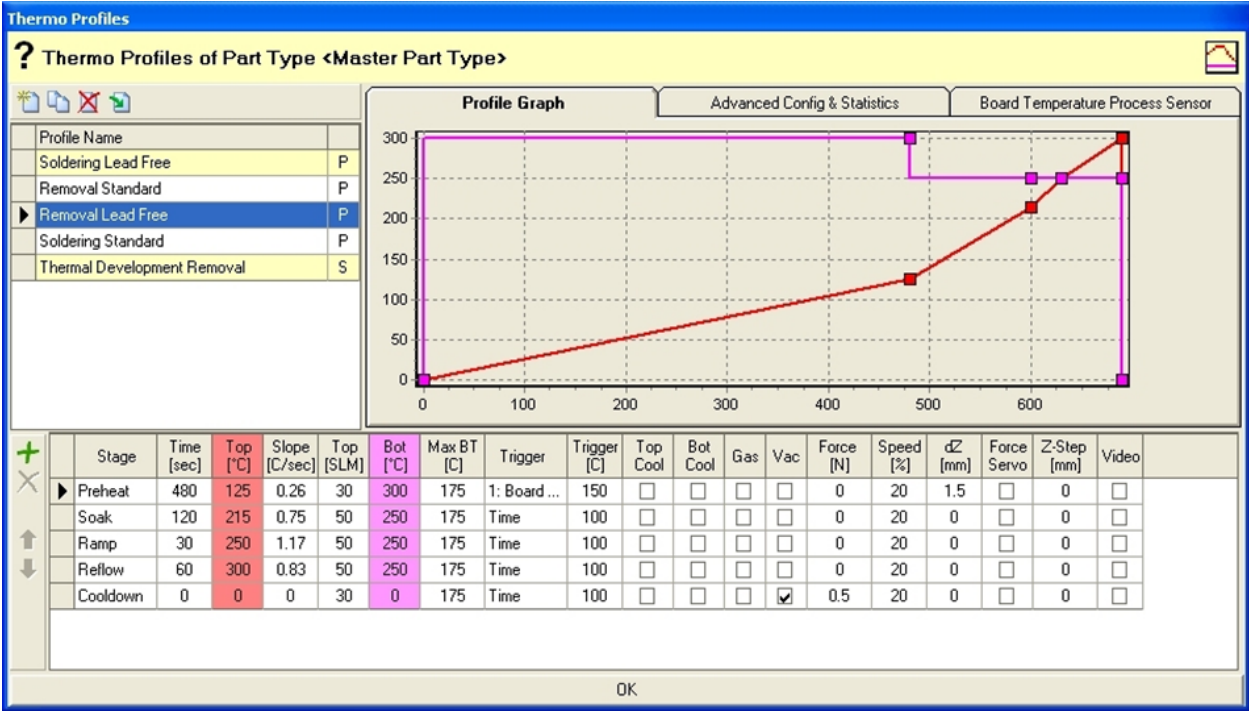 Thermo Profiles
? Thermo Profiles of Part Type <Master Part Type>
Profile Name
Soldering Lead Free P
Removal Standard P
Removal Lead Free P
Soldering Standard P
Thermal Development Removal S
Profile Graph Advanced Config & Statistics Board Temperature Process Sensor
300
250
200
150
100
50
0
0 100 200 300 400 500 600
Stage Time [sec] Top [°C] Slope [C/sec] Top [SLM] Bot [°C] Max BT [C] Trigger Trigger [C] Top Cool Bot Cool Gas Vac Force [N] Speed [%] dZ [mm] Force Servo Z-Step [mm] Video
Preheat 480 125 0.26 30 300 175 1: Board ... 150 0 20 1.5 0
Soak 120 215 0.75 50 250 175 Time 100 0 20 0 0
Ramp 30 250 1.17 50 250 175 Time 100 0 20 0 0
Reflow 60 300 0.83 50 250 175 Time 100 0 20 0 0
Cooldown 0 0 0 30 0 175 Time 100 0.5 20 0 0
OK